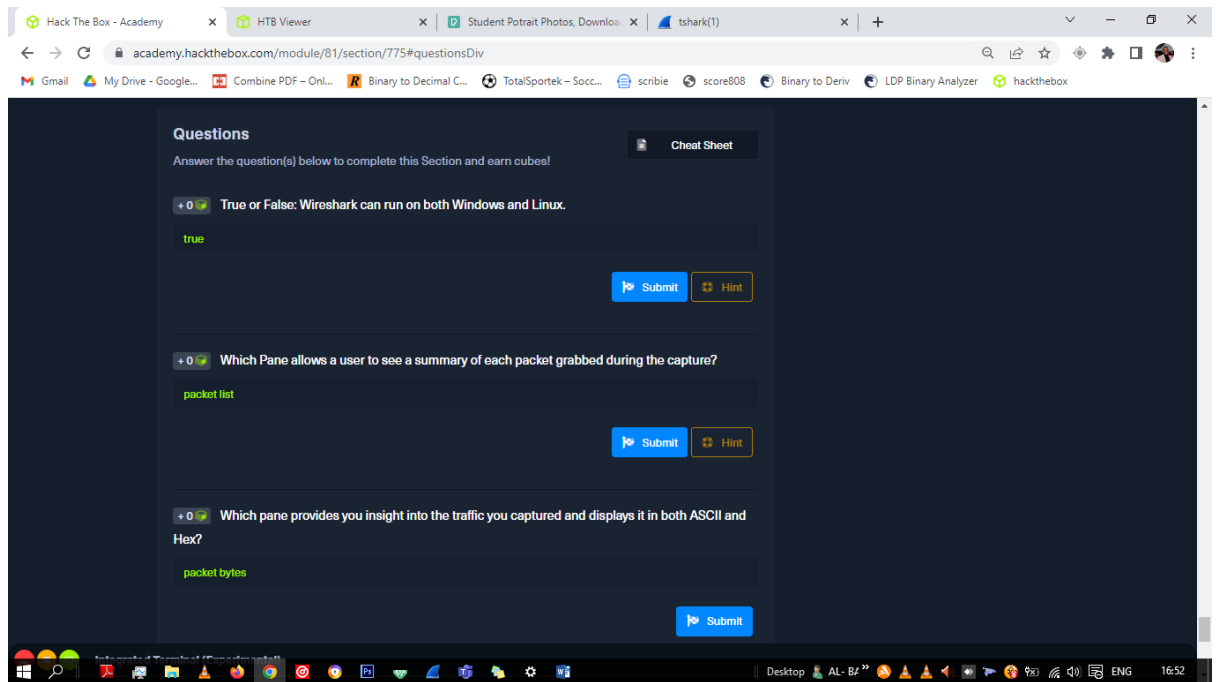 Hack The Box - Academy
HTB Viewer
Student Potrait Photos, Downloa
tshark(1)
academy.hackthebox.com/module/81/section/775#questionsDiv
Gmail
My Drive - Google...
Combine PDF – Onl...
Binary to Decimal C...
TotalSportek – Socc...
scribie
score808
Binary to Deriv
LDP Binary Analyzer
hackthebox
Questions
Cheat Sheet
Answer the question(s) below to complete this Section and earn cubes!
+ 0 True or False: Wireshark can run on both Windows and Linux.
true
Submit
Hint
+ 0 Which Pane allows a user to see a summary of each packet grabbed during the capture?
packet list
Submit
Hint
+ 0 Which pane provides you insight into the traffic you captured and displays it in both ASCII and
Hex?
packet bytes
Submit
Integrated Terminal (Experimental)
Desktop
AL- BA
ENG
16:52